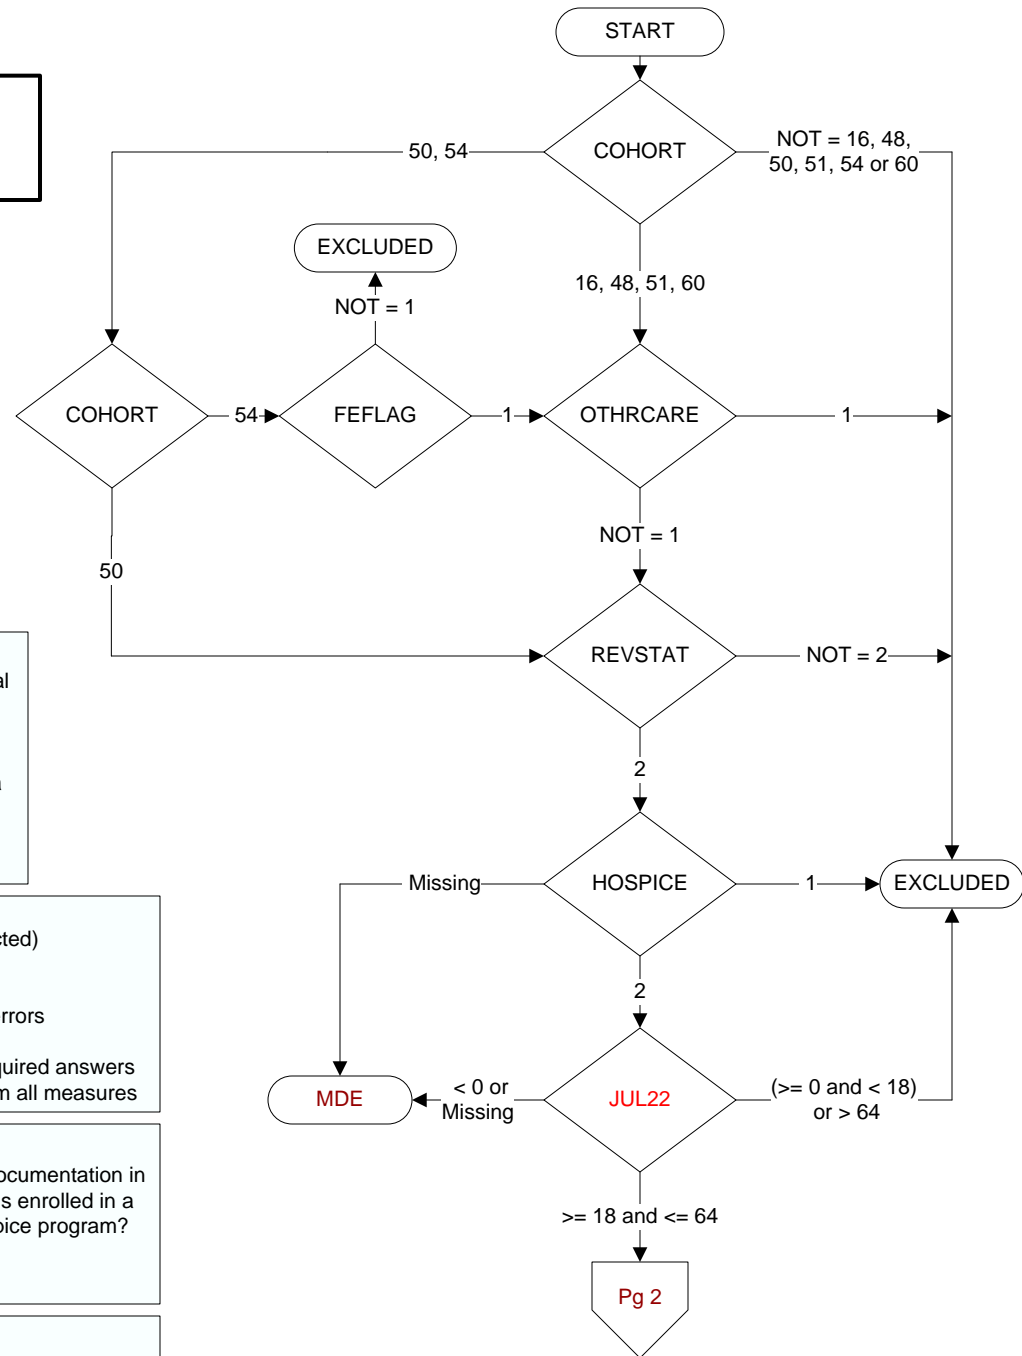 START
COHORT
50, 54
NOT = 16, 48,
50, 51, 54 or 60
EXCLUDED
NOT = 1
16, 48, 51, 60
COHORT
54
FEFLAG
1
OTHRCARE
1
NOT = 1
50
REVSTAT
NOT = 2
2
Missing
HOSPICE
1
EXCLUDED
cted)
2
rrors
quired answers
m all measures
MDE
< 0 or
Missing
JUL22
(>= 0 and < 18)
or > 64
ocumentation in
s enrolled in a
oice program?
>= 18 and <= 64
Pg 2